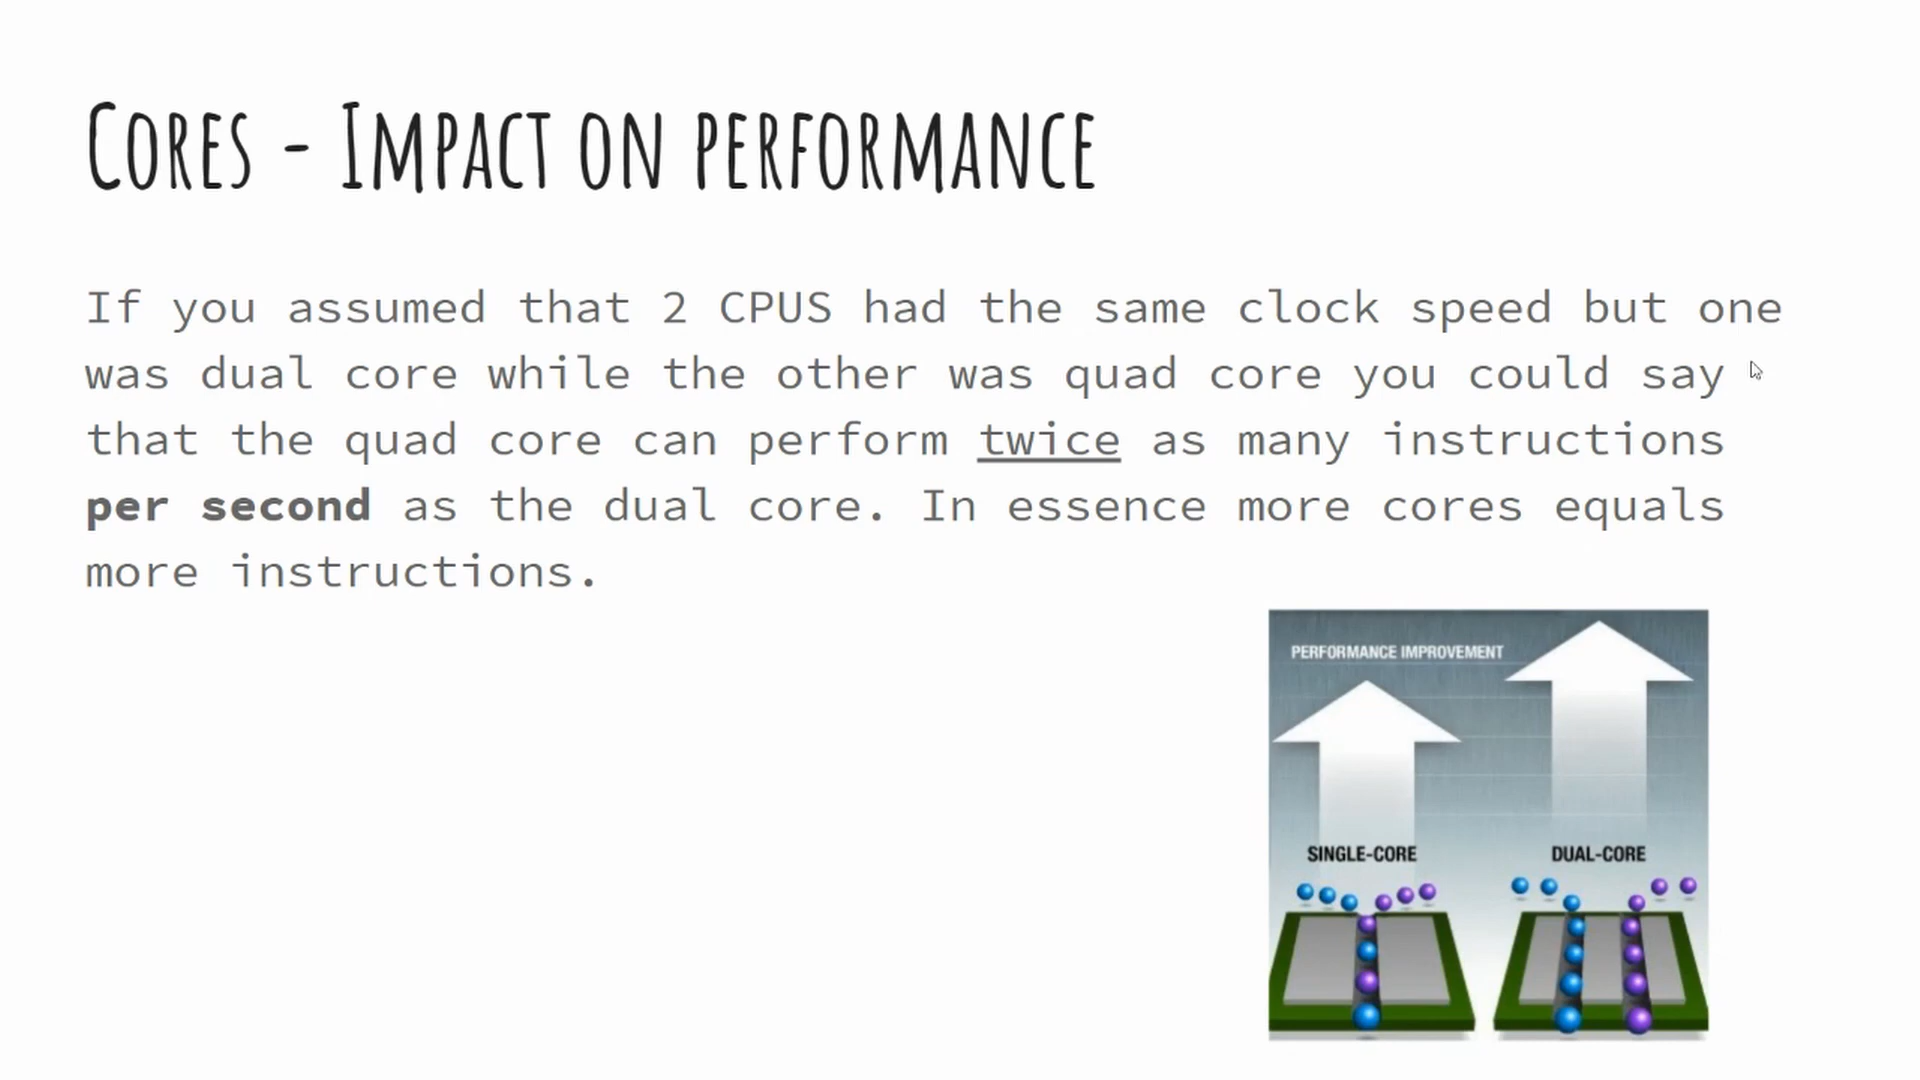 Cores - Impact on performance
If you assumed that 2 CPUS had the same clock speed but one
was dual core while the other was quad core you could say
that the quad core can perform twice as many instructions
per second as the dual core. In essence more cores equals
more instructions.
PERFORMANCE IMPROVEMENT
SINGLE-CORE
DUAL-CORE